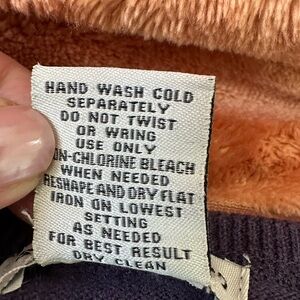 HAND WASH COLD
SEPARATELY
DO NOT TWIST
OR WRING
USE ONLY
ON-CHLORINE BLEACH
WHEN NEEDED
RESHAPE AND DRY FLAT
IRON ON LOWEST
SETTING
AS NEEDED
FOR BEST RESULT
DRY CLEAN